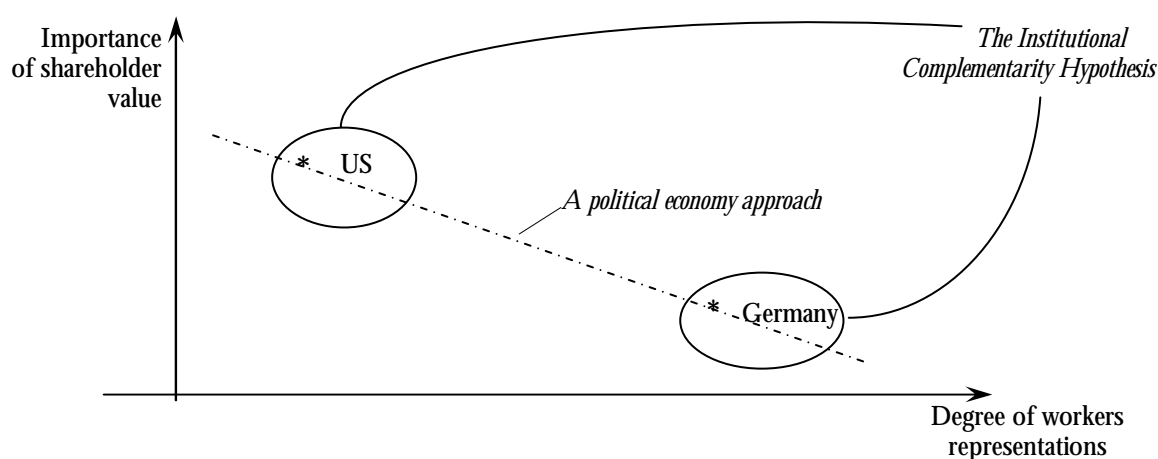 Importance
of shareholder
value
The Institutional
Complementarity Hypothesis
* US
A political economy approach
* Germany
Degree of workers
representations